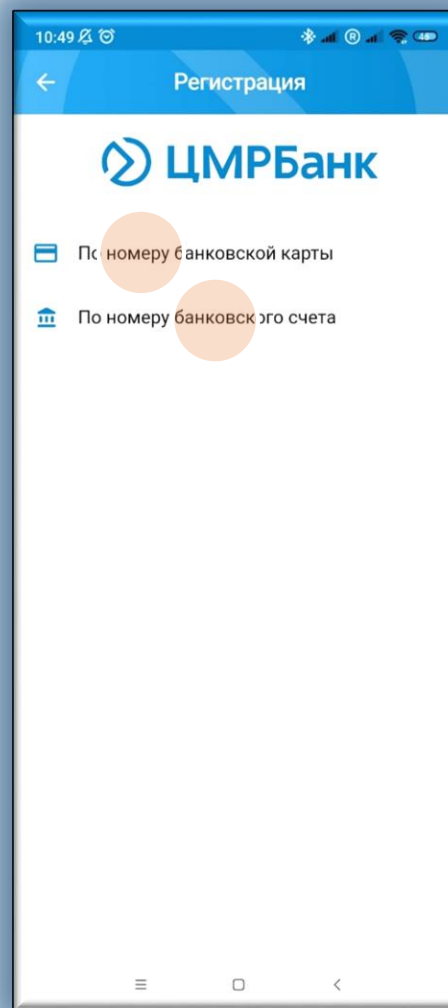 10:49
Регистрация
ЦМРБанк
По номеру банковской карты
По номеру банковского счета